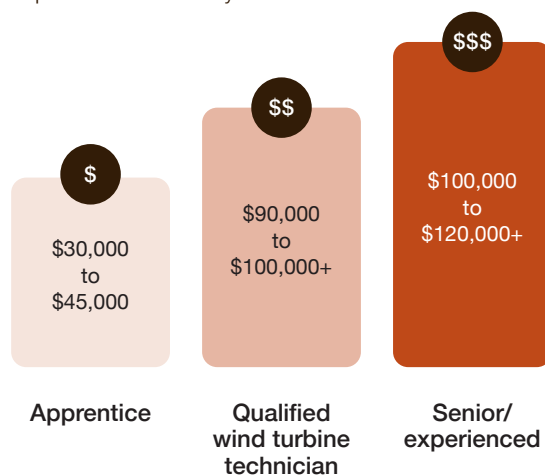 $
$30,000
to
$45,000
Apprentice
$$
$90,000
to
$100,000+
Qualified
wind turbine
technician
$$$
$100,000
to
$120,000+
Senior/
experienced